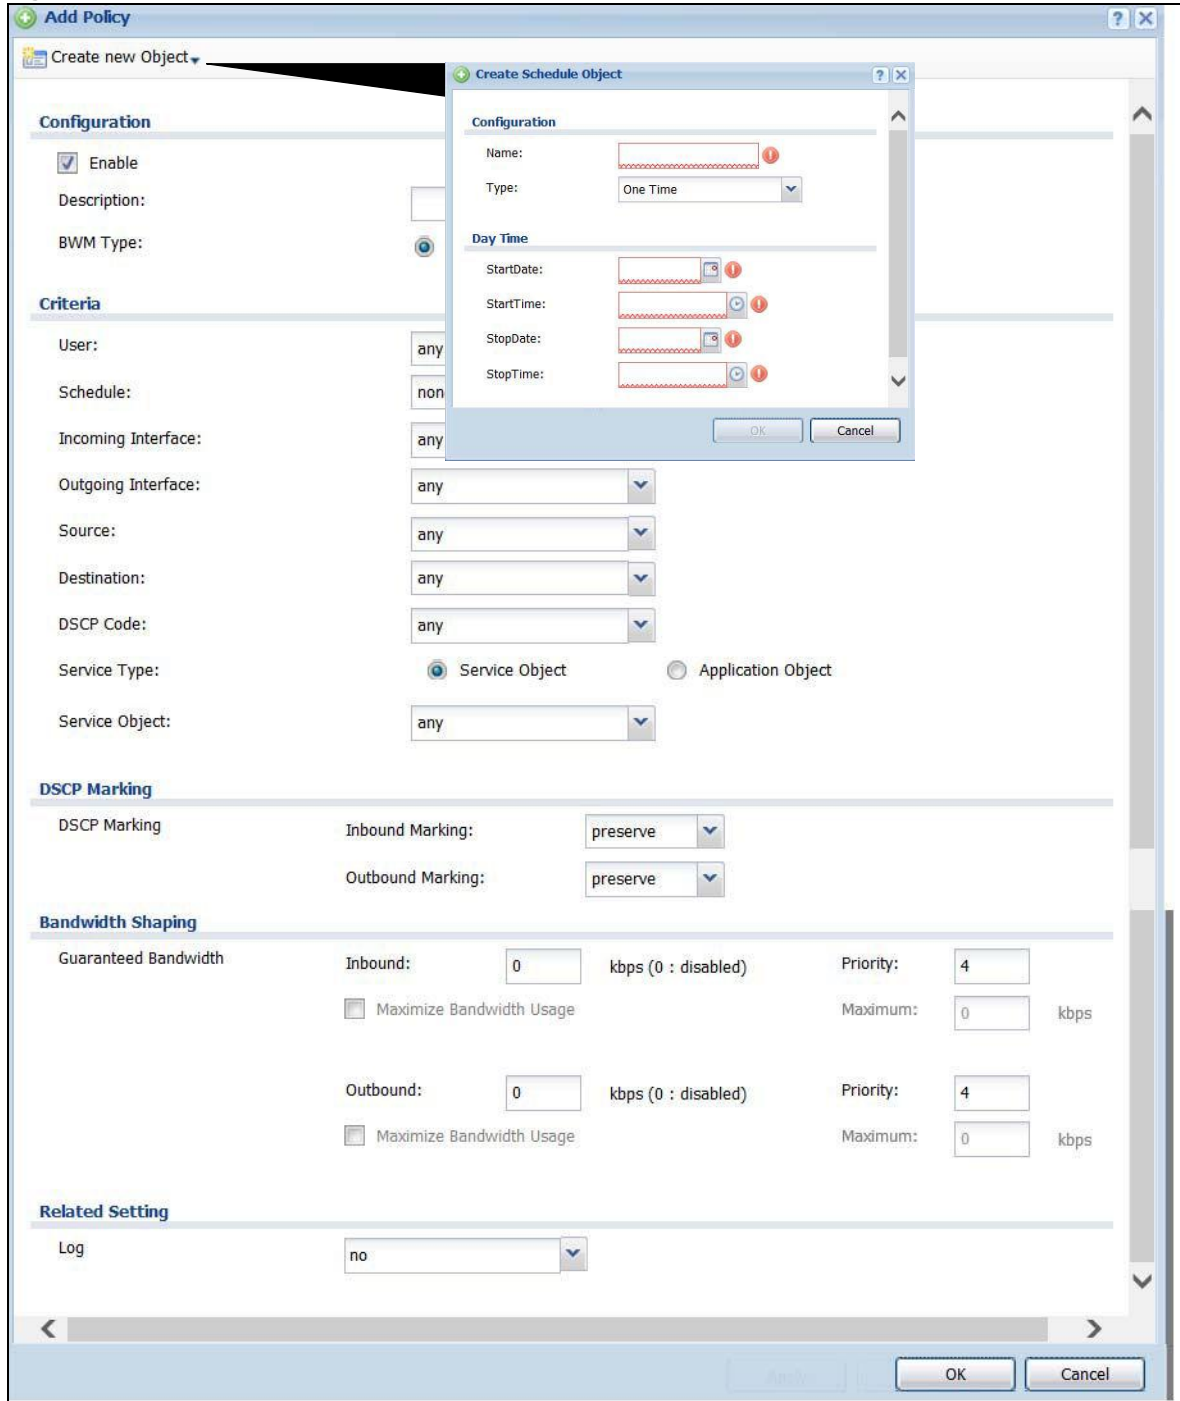 Add Policy
Create new Object
Configuration
Enable
Description:
BWM Type:
Criteria
User: any
Schedule: non
Incoming Interface: any
Outgoing Interface: any
Source: any
Destination: any
DSCP Code: any
Service Type: Service Object Application Object
Service Object: any
DSCP Marking
DSCP Marking Inbound Marking: preserve
Outbound Marking: preserve
Bandwidth Shaping
Guaranteed Bandwidth Inbound: 0 kbps (0 : disabled) Priority: 4
Maximize Bandwidth Usage Maximum: 0 kbps
Outbound: 0 kbps (0 : disabled) Priority: 4
Maximize Bandwidth Usage Maximum: 0 kbps
Related Setting
Log no
OK Cancel
Create Schedule Object
Configuration
Name:
Type: One Time
Day Time
StartDate:
StartTime:
StopDate:
StopTime:
OK Cancel